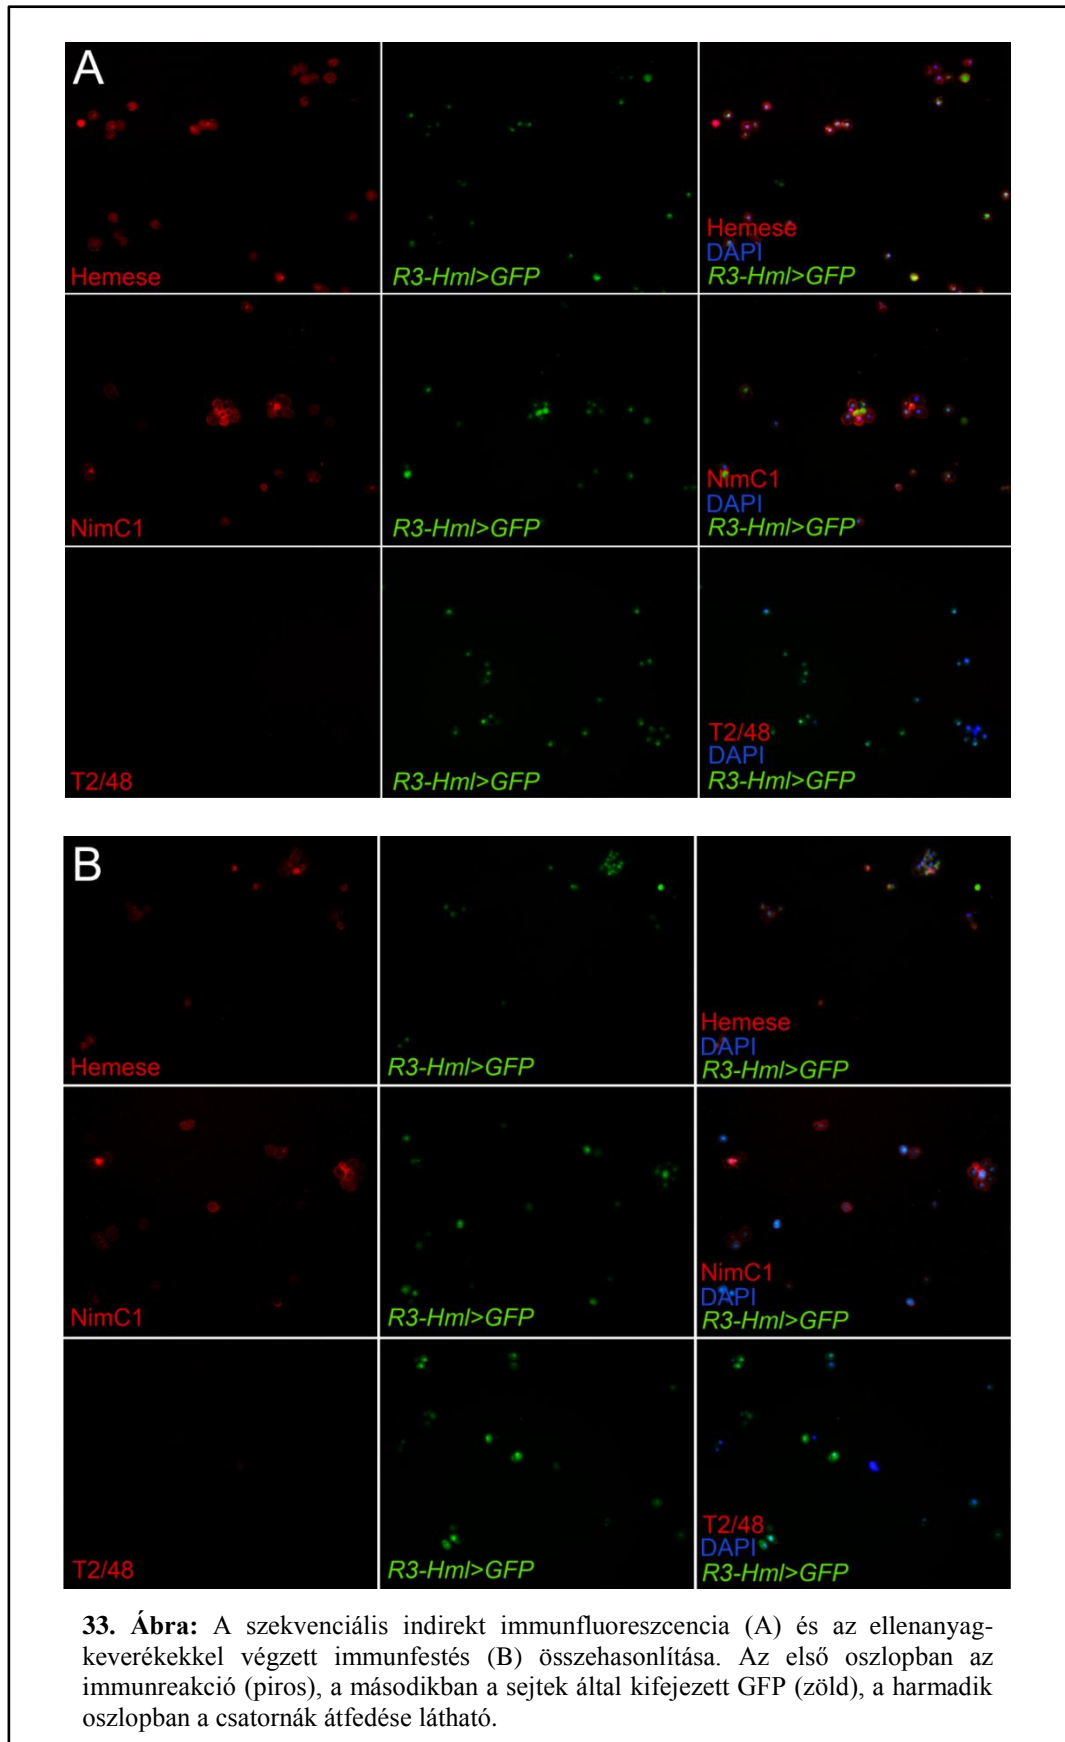 A
Hemese
R3-Hml>GFP
Hemese
DAPI
R3-Hml>GFP
NimC1
R3-Hml>GFP
NimC1
DAPI
R3-Hml>GFP
T2/48
R3-Hml>GFP
T2/48
DAPI
R3-Hml>GFP
B
Hemese
R3-Hml>GFP
Hemese
DAPI
R3-Hml>GFP
NimC1
R3-Hml>GFP
NimC1
DAPI
R3-Hml>GFP
T2/48
R3-Hml>GFP
T2/48
DAPI
R3-Hml>GFP
33. Ábra: A szekvenciális indirekt immunfluoreszcencia (A) és az ellenanyag-
keverékekkel végzett immunfestés (B) összehasonlítása. Az első oszlopban az
immunreakció (piros), a másodikban a sejtek által kifejezett GFP (zöld), a harmadik
oszlopban a csatornák átfedése látható.